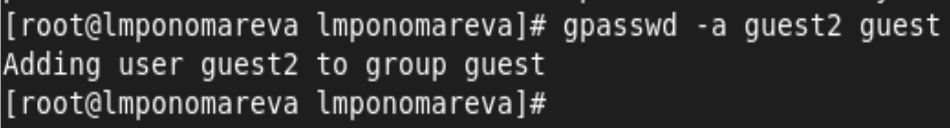 [root@lmponomareva lmponomareva]# gpasswd -a guest2 guest
Adding user guest2 to group guest
[root@lmponomareva lmponomareva]#